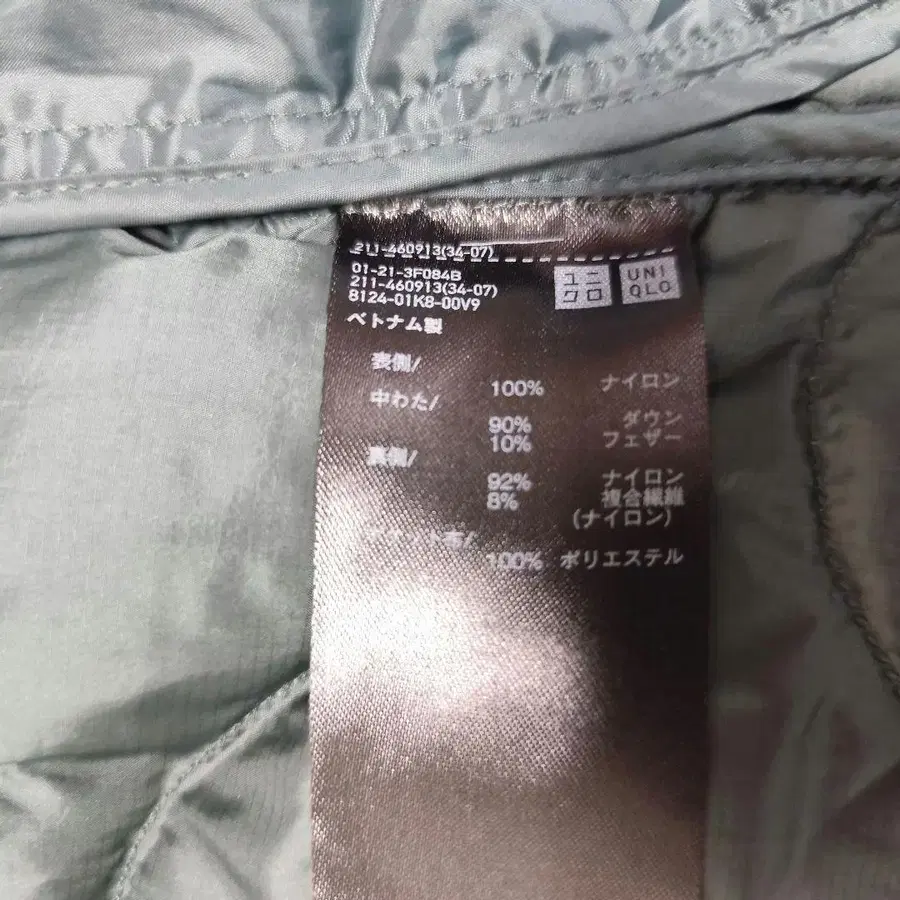 211-460913(34-07)
01-21-3F084B
211-460913(34-07)
8124-01K8-00V9
ユニ
クロ
UNI
QLO
ベトナム製
表側/
100% ナイロン
中わた/
90% ダウン
10% フェザー
裏側/
92% ナイロン
8% 複合繊維
(ナイロン)
100% ポリエステル